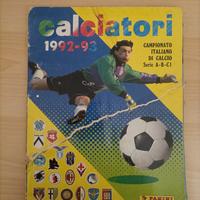 calciatori
1992-93
CAMPIONATO
ITALIANO
DI CALCIO
Serie A-B-C1
PANINI